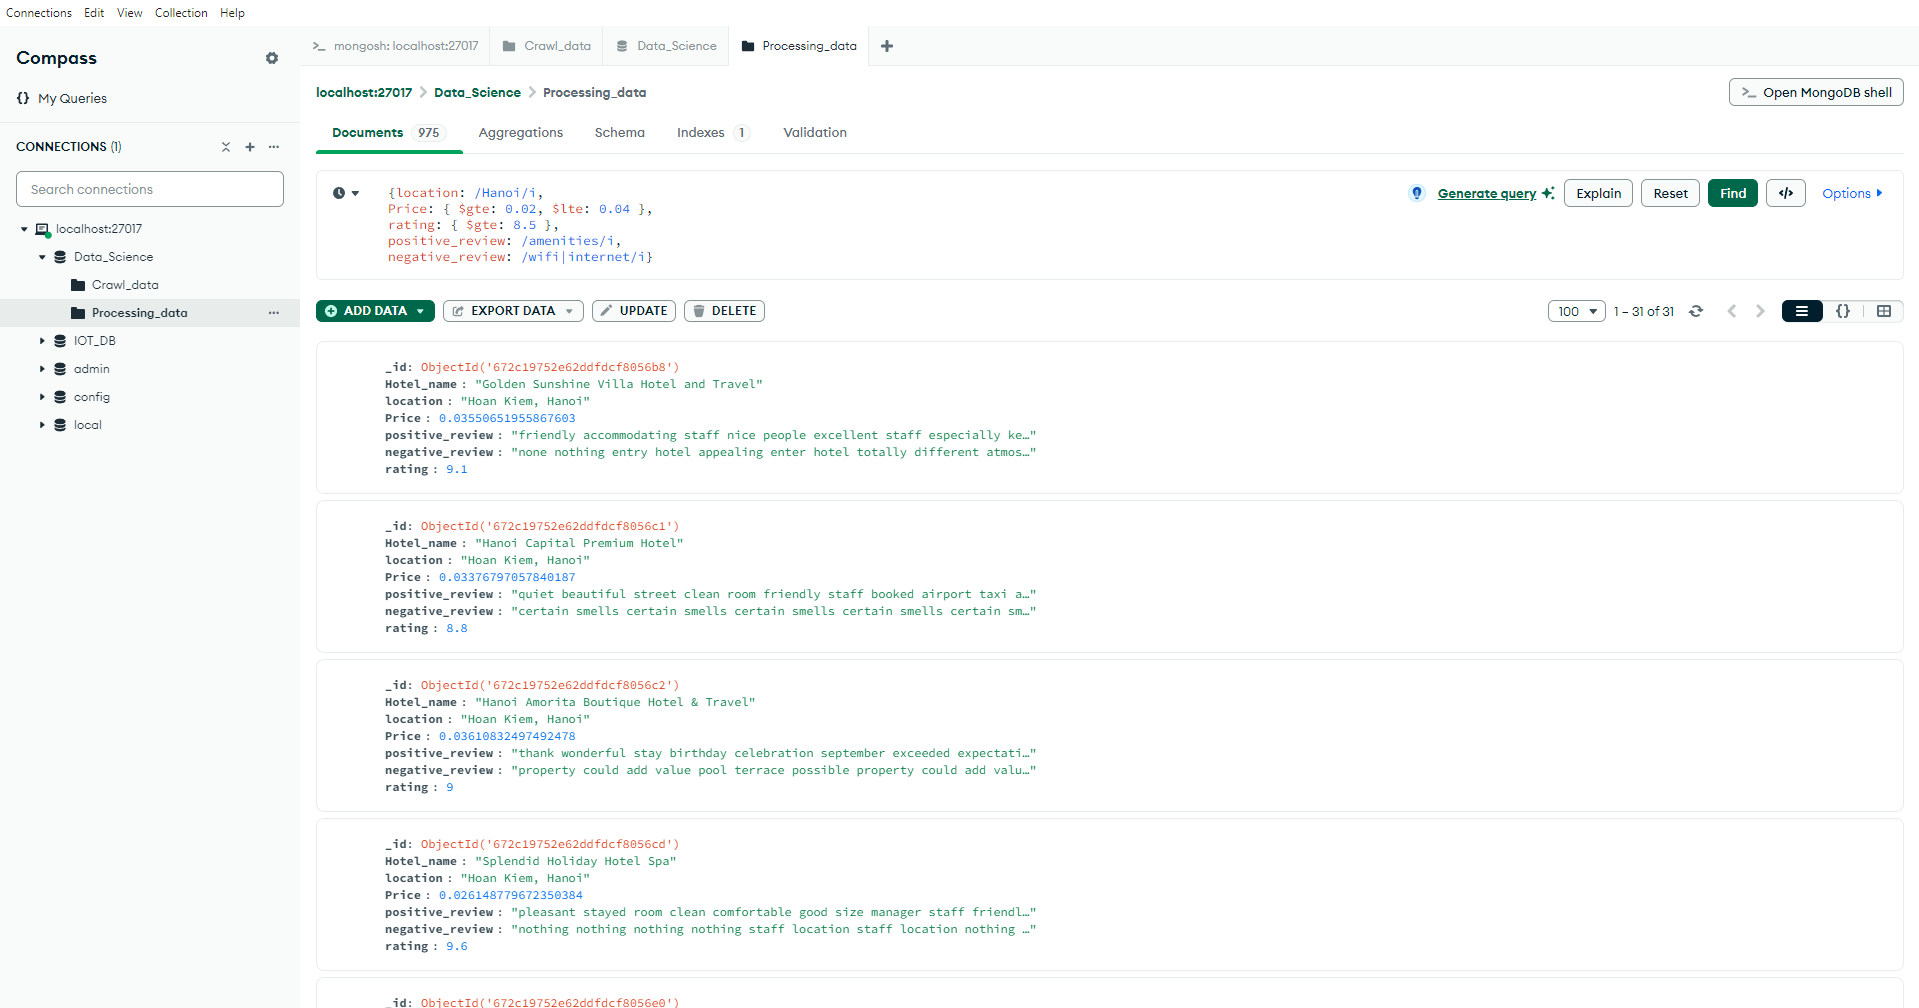 Connections Edit View Collection Help
Compass
My Queries
CONNECTIONS (1)
Search connections
localhost:27017
Data_Science
Crawl_data
Processing_data
IOT_DB
admin
config
local
mongosh: localhost:27017 Crawl_data Data_Science Processing_data
localhost:27017 > Data_Science > Processing_data
Open MongoDB shell
Documents 975 Aggregations Schema Indexes 1 Validation
{location: /Hanoi/i,
Price: { $gte: 0.02, $lte: 0.04 },
rating: { $gte: 8.5 },
positive_review: /amenities/i,
negative_review: /wifi|internet/i}
Generate query Explain Reset Find </> Options
ADD DATA EXPORT DATA UPDATE DELETE
100 1 – 31 of 31 {}
_id: ObjectId('672c19752e62ddfdcf8056b8')
Hotel_name : "Golden Sunshine Villa Hotel and Travel"
location : "Hoan Kiem, Hanoi"
Price : 0.03550651955867603
positive_review : "friendly accommodating staff nice people excellent staff especially ke…"
negative_review : "none nothing entry hotel appealing enter hotel totally different atmos…"
rating : 9.1
_id: ObjectId('672c19752e62ddfdcf8056c1')
Hotel_name : "Hanoi Capital Premium Hotel"
location : "Hoan Kiem, Hanoi"
Price : 0.03376797057840187
positive_review : "quiet beautiful street clean room friendly staff booked airport taxi a…"
negative_review : "certain smells certain smells certain smells certain smells certain sm…"
rating : 8.8
_id: ObjectId('672c19752e62ddfdcf8056c2')
Hotel_name : "Hanoi Amorita Boutique Hotel & Travel"
location : "Hoan Kiem, Hanoi"
Price : 0.03610832497492478
positive_review : "thank wonderful stay birthday celebration september exceeded expectati…"
negative_review : "property could add value pool terrace possible property could add valu…"
rating : 9
_id: ObjectId('672c19752e62ddfdcf8056cd')
Hotel_name : "Splendid Holiday Hotel Spa"
location : "Hoan Kiem, Hanoi"
Price : 0.026148779672350384
positive_review : "pleasant stayed room clean comfortable good size manager staff friendl…"
negative_review : "nothing nothing nothing nothing staff location staff location nothing …"
rating : 9.6
_id: ObjectId('672c19752e62ddfdcf8056e0')